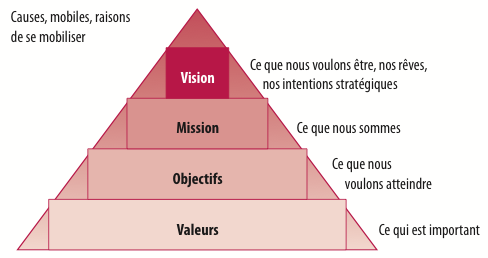 Causes, mobiles, raisons
de se mobiliser
Vision
Ce que nous voulons être, nos rêves,
nos intentions stratégiques
Mission
Ce que nous sommes
Objectifs
Ce que nous
voulons atteindre
Valeurs
Ce qui est important